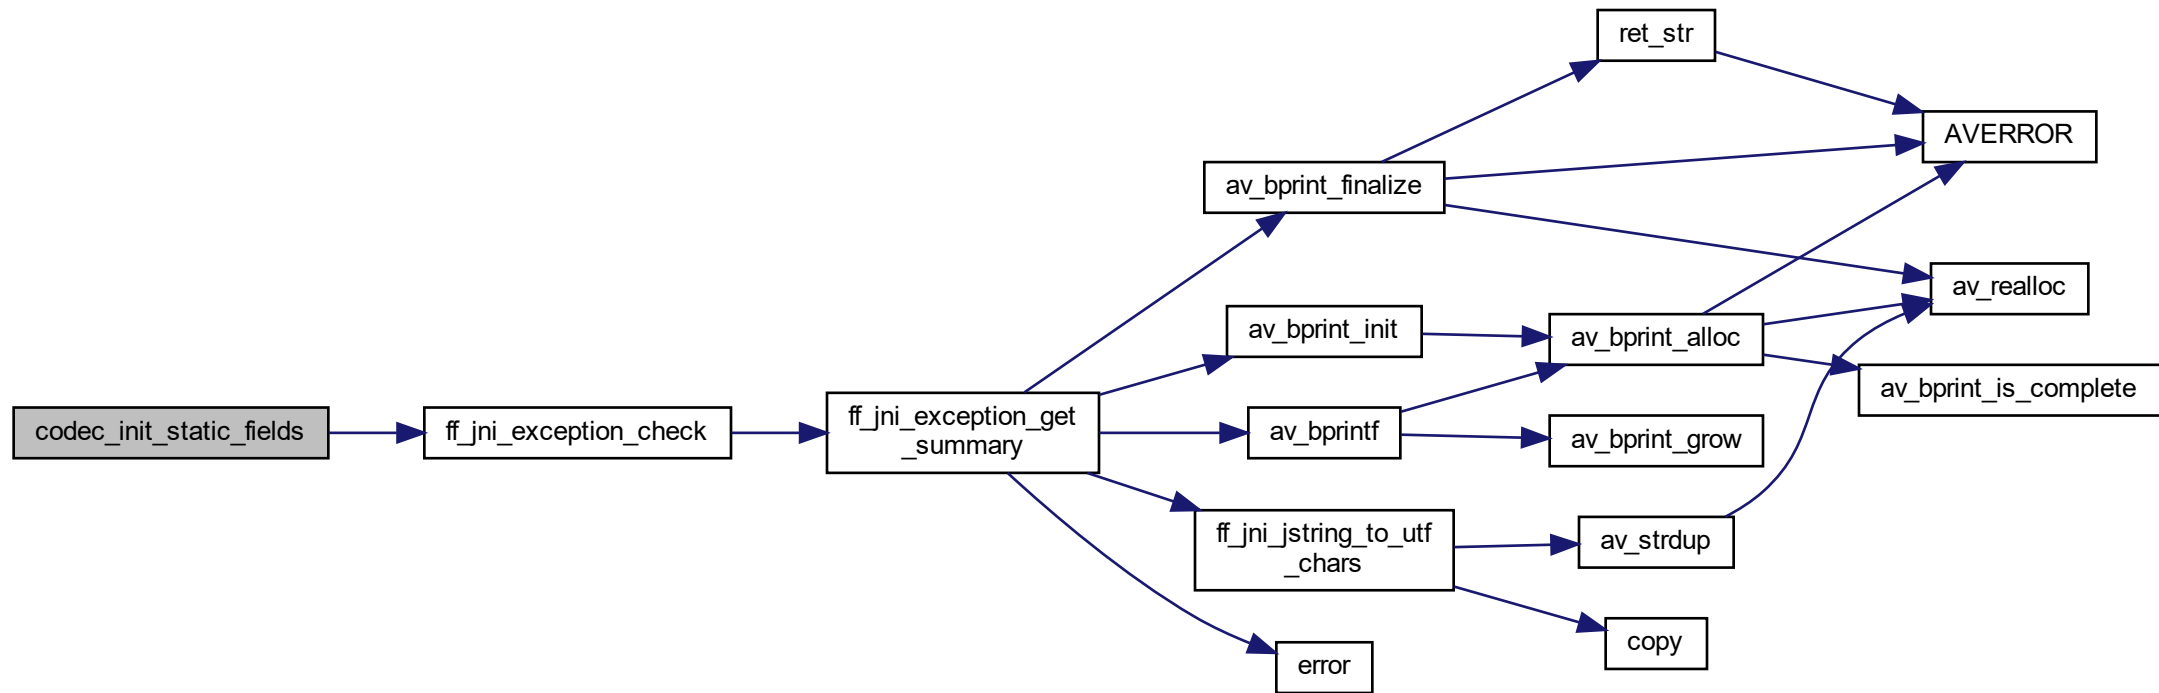 codec_init_static_fields
ff_jni_exception_check
ff_jni_exception_get
_summary
av_bprint_finalize
ret_str
AVERROR
av_realloc
av_bprint_init
av_bprint_alloc
av_bprint_is_complete
av_bprintf
av_bprint_grow
ff_jni_jstring_to_utf
_chars
av_strdup
copy
error